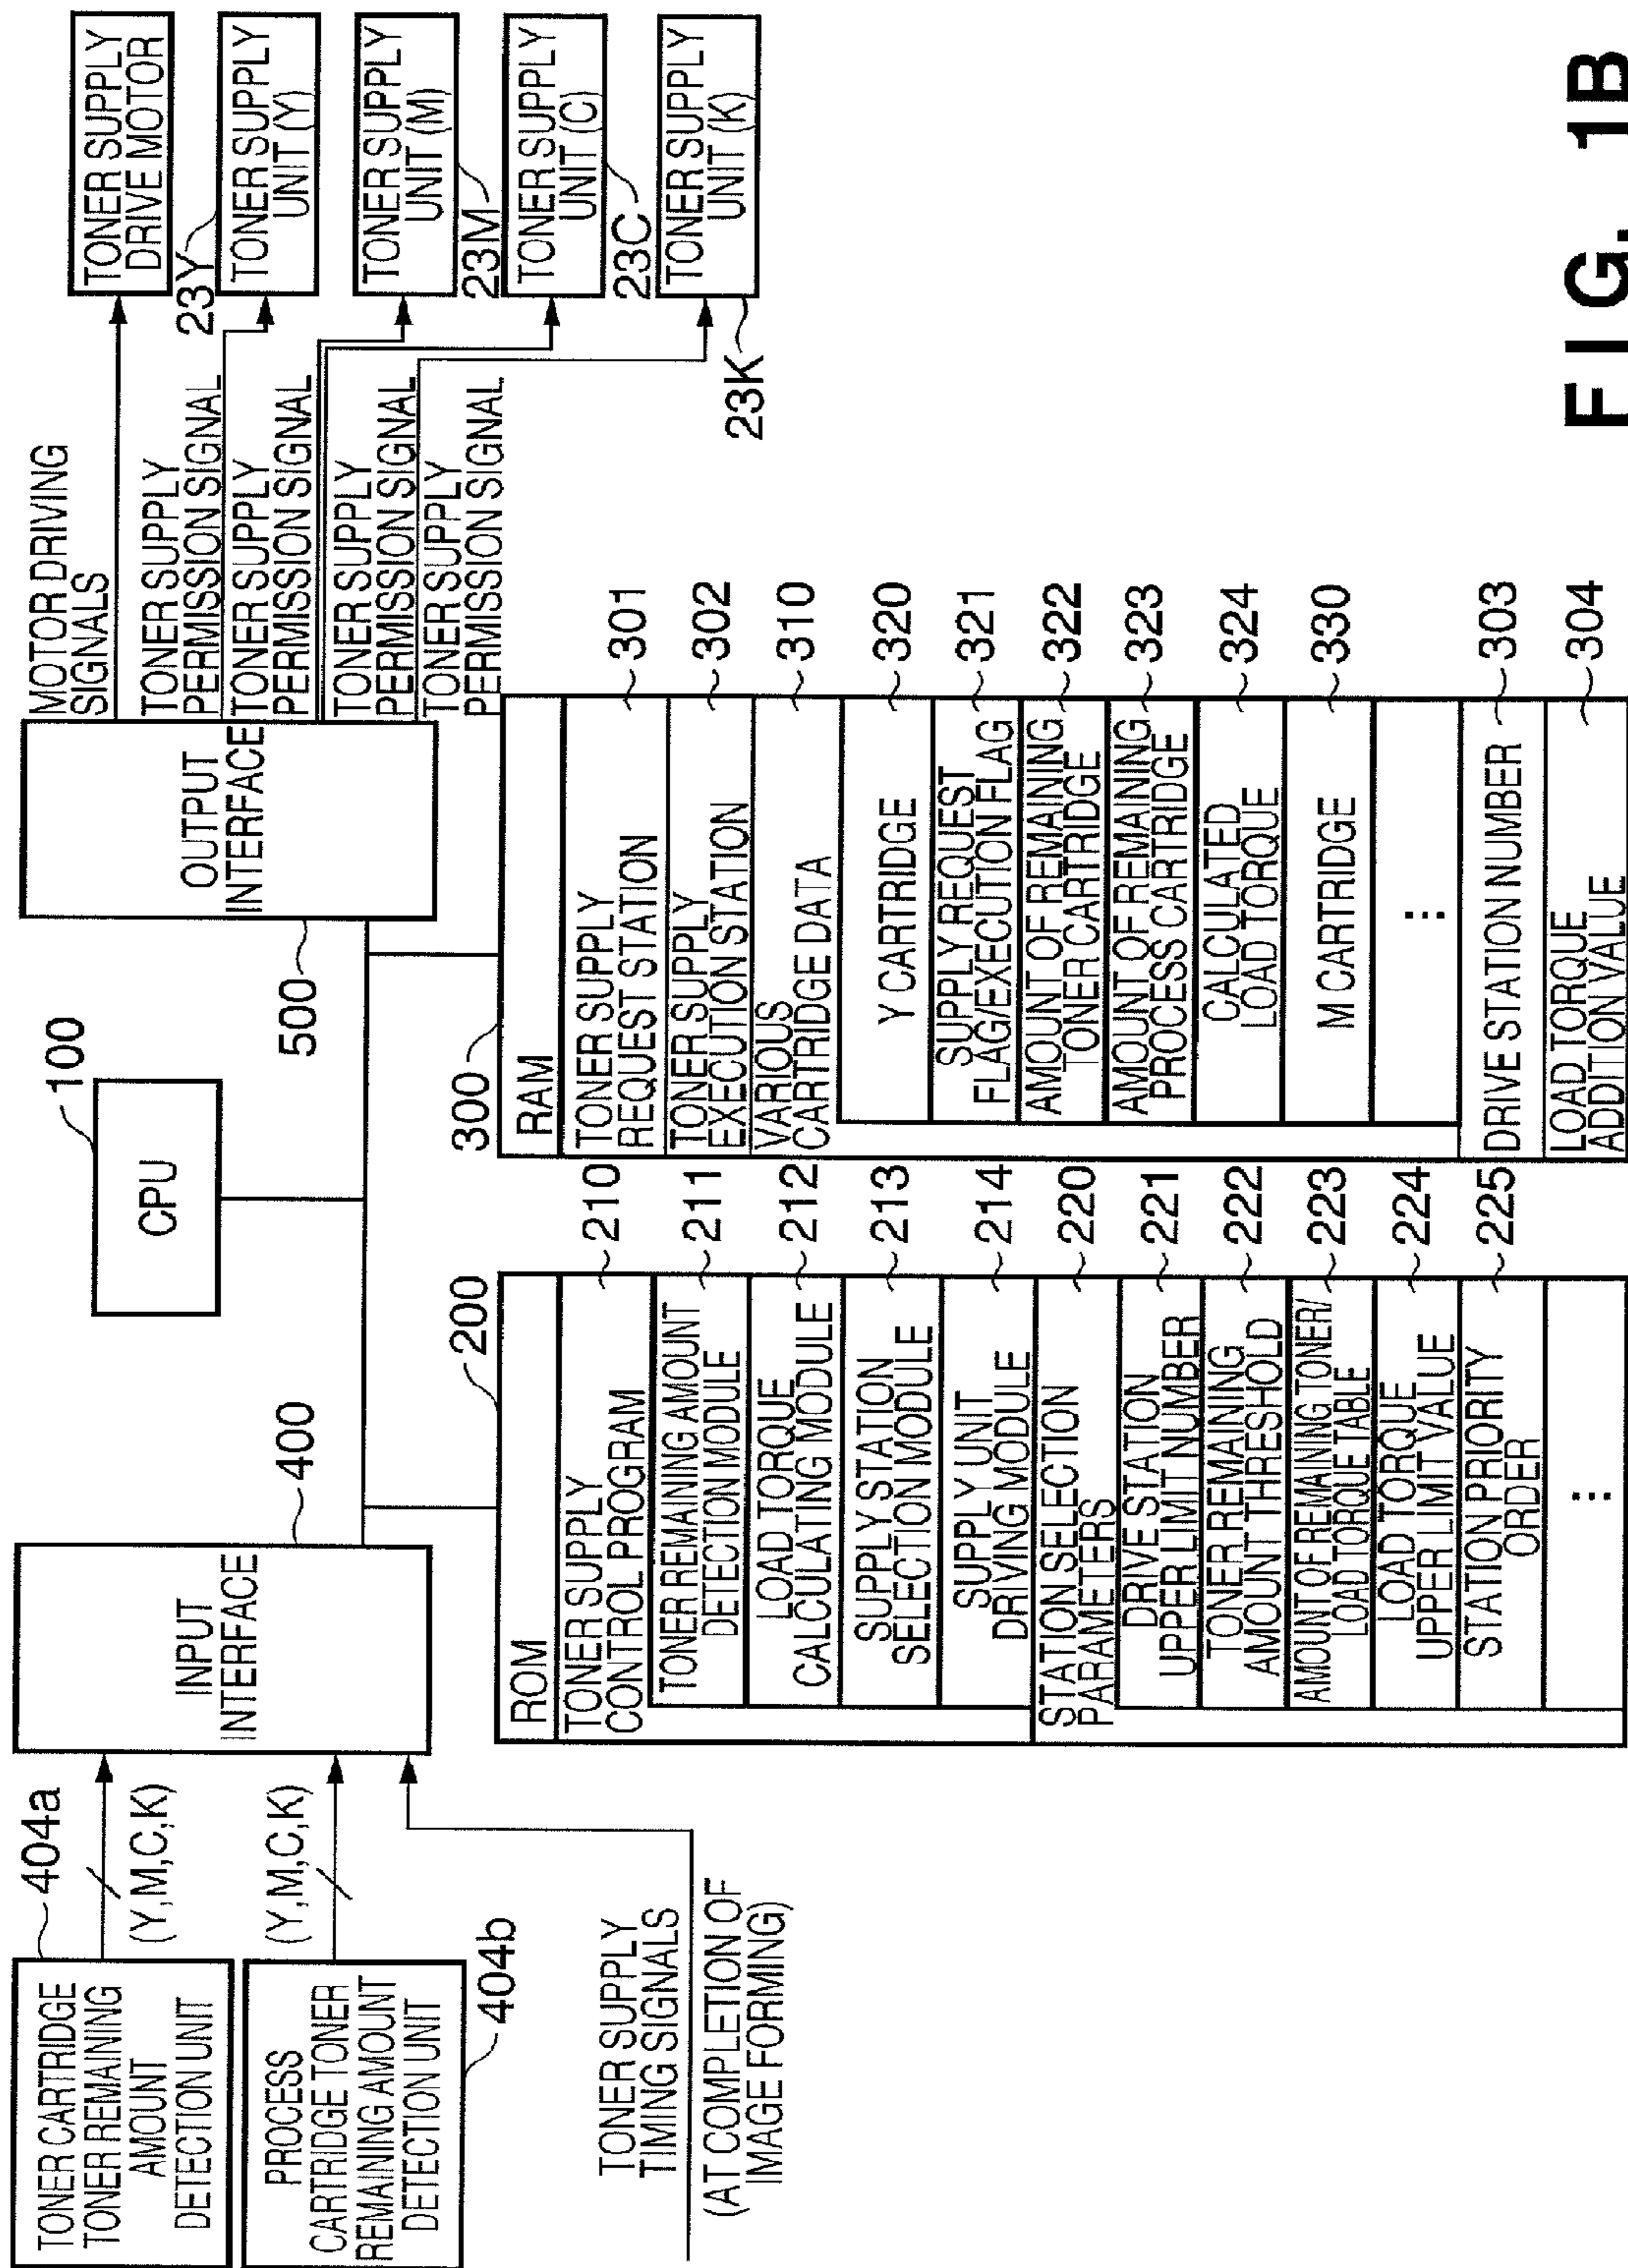 TONER CARTRIDGE
TONER REMAINING
AMOUNT
DETECTION UNIT
404a
(Y,M,C,K)
PROCESS
CARTRIDGE TONER
REMAINING AMOUNT
DETECTION UNIT
404b
(Y,M,C,K)
TONER SUPPLY
TIMING SIGNALS
(AT COMPLETION OF
IMAGE FORMING)
INPUT
INTERFACE
400
CPU
100
OUTPUT
INTERFACE
500
MOTOR DRIVING
SIGNALS
TONER SUPPLY
PERMISSION SIGNAL
TONER SUPPLY
PERMISSION SIGNAL
TONER SUPPLY
PERMISSION SIGNAL
TONER SUPPLY
PERMISSION SIGNAL
TONER SUPPLY
DRIVE MOTOR
23Y
TONER SUPPLY
UNIT (Y)
TONER SUPPLY
UNIT (M)
23M
TONER SUPPLY
UNIT (C)
23C
TONER SUPPLY
UNIT (K)
23K
200
ROM
TONER SUPPLY
CONTROL PROGRAM
210
TONER REMAINING AMOUNT
DETECTION MODULE
211
LOAD TORQUE
CALCULATING MODULE
212
SUPPLY STATION
SELECTION MODULE
213
SUPPLY UNIT
DRIVING MODULE
214
STATION SELECTION
PARAMETERS
220
DRIVE STATION
UPPER LIMIT NUMBER
221
TONER REMAINING
AMOUNT THRESHOLD
222
AMOUNT OF REMAINING TONER/
LOAD TORQUE TABLE
223
LOAD TORQUE
UPPER LIMIT VALUE
224
STATION PRIORITY
ORDER
225
⋮
300
RAM
TONER SUPPLY
REQUEST STATION
301
TONER SUPPLY
EXECUTION STATION
302
VARIOUS
CARTRIDGE DATA
310
Y CARTRIDGE
320
SUPPLY REQUEST
FLAG/EXECUTION FLAG
321
AMOUNT OF REMAINING
TONER CARTRIDGE
322
AMOUNT OF REMAINING
PROCESS CARTRIDGE
323
CALCULATED
LOAD TORQUE
324
M CARTRIDGE
330
⋮
DRIVE STATION NUMBER
303
LOAD TORQUE
ADDITION VALUE
304
FIG. 1B